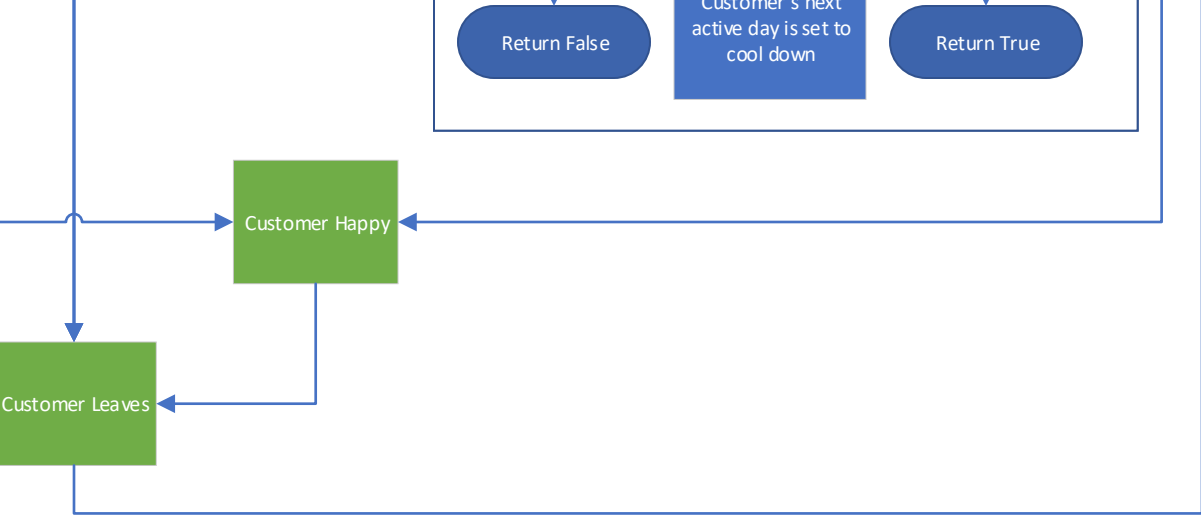 Customer's next
active day is set to
cool down
Return False
Return True
Customer Happy
Customer Leaves